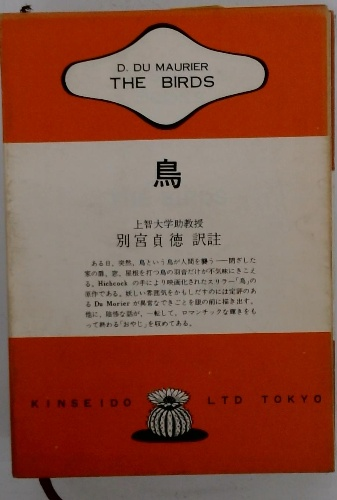 D. DU MAURIER
THE BIRDS
鳥
上智大学助教授
別宮貞徳 訳註
ある日、突然、鳥という鳥が人間を襲う──閉ざした
家の扉、窓、屋根を打つ鳥の羽音だけが不気味にきこえ
る。Hichcock の手により映画化されたスリラー「鳥」の
原作である。妖しい雰囲気をかもしだすのには定評のあ
る Du Marier が異常なできごとを眼の前に描き出す。
他に、陰惨な話が、一転して、ロマンチックな輝きをも
って終わる「おやじ」を収めてある。
KINSEIDO LTD TOKYO